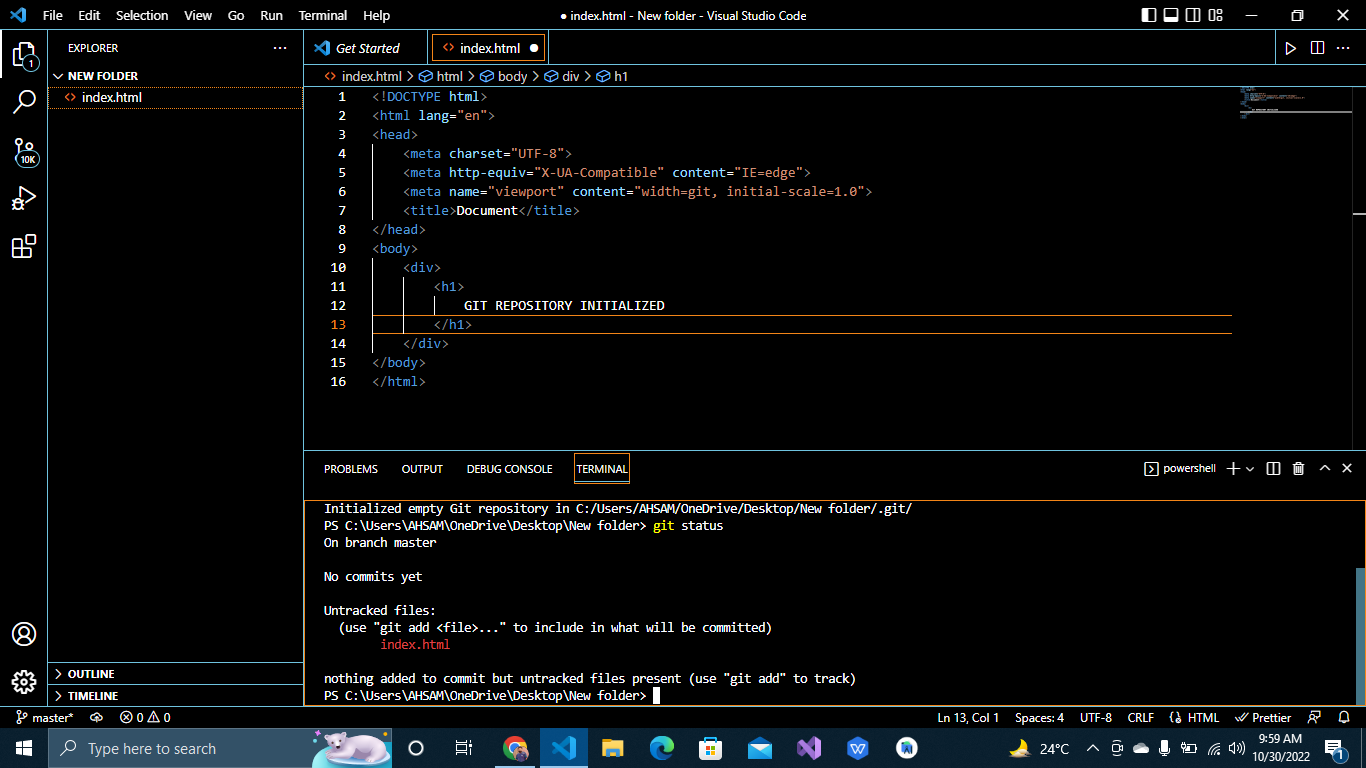 File Edit Selection View Go Run Terminal Help
● index.html - New folder - Visual Studio Code
EXPLORER
1
NEW FOLDER
index.html
10K
OUTLINE
TIMELINE
Get Started
index.html
index.html > html > body > div > h1
1 <!DOCTYPE html>
2 <html lang="en">
3 <head>
4 <meta charset="UTF-8">
5 <meta http-equiv="X-UA-Compatible" content="IE=edge">
6 <meta name="viewport" content="width=git, initial-scale=1.0">
7 <title>Document</title>
8 </head>
9 <body>
10 <div>
11 <h1>
12 GIT REPOSITORY INITIALIZED
13 </h1>
14 </div>
15 </body>
16 </html>
PROBLEMS OUTPUT DEBUG CONSOLE TERMINAL
powershell
Initialized empty Git repository in C:/Users/AHSAM/OneDrive/Desktop/New folder/.git/
PS C:\Users\AHSAM\OneDrive\Desktop\New folder> git status
On branch master
No commits yet
Untracked files:
(use "git add <file>..." to include in what will be committed)
index.html
nothing added to commit but untracked files present (use "git add" to track)
PS C:\Users\AHSAM\OneDrive\Desktop\New folder>
master* 0 0 Ln 13, Col 1 Spaces: 4 UTF-8 CRLF HTML Prettier
Type here to search
24°C
9:59 AM
10/30/2022
1